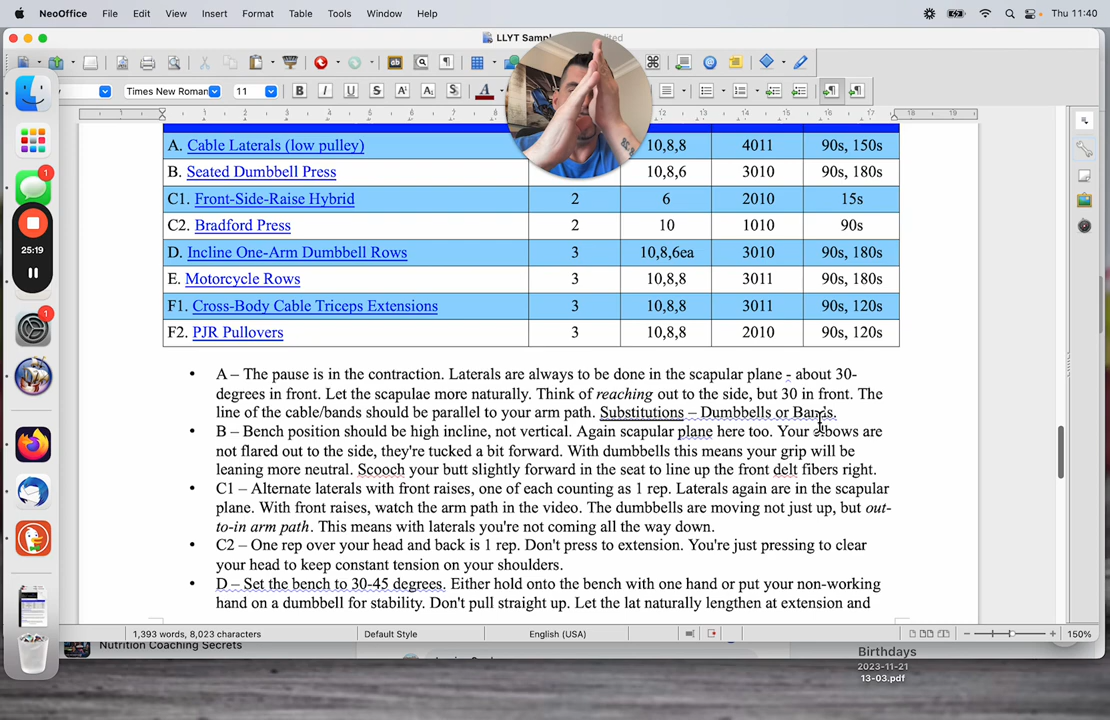 NeoOffice File Edit View Insert Format Table Tools Window Help Thu 11:40
LLYT Samp
Times New Roman 11 B I U S
A. Cable Laterals (low pulley) 10,8,8 4011 90s, 150s
B. Seated Dumbbell Press 10,8,6 3010 90s, 180s
C1. Front-Side-Raise Hybrid 2 6 2010 15s
C2. Bradford Press 2 10 1010 90s
D. Incline One-Arm Dumbbell Rows 3 10,8,6ea 3010 90s, 180s
E. Motorcycle Rows 3 10,8,8 3011 90s, 180s
F1. Cross-Body Cable Triceps Extensions 3 10,8,8 3011 90s, 120s
F2. PJR Pullovers 3 10,8,8 2010 90s, 120s
• A – The pause is in the contraction. Laterals are always to be done in the scapular plane - about 30-
degrees in front. Let the scapulae more naturally. Think of reaching out to the side, but 30 in front. The
line of the cable/bands should be parallel to your arm path. Substitutions – Dumbbells or Bands.
• B – Bench position should be high incline, not vertical. Again scapular plane here too. Your elbows are
not flared out to the side, they're tucked a bit forward. With dumbbells this means your grip will be
leaning more neutral. Scooch your butt slightly forward in the seat to line up the front delt fibers right.
• C1 – Alternate laterals with front raises, one of each counting as 1 rep. Laterals again are in the scapular
plane. With front raises, watch the arm path in the video. The dumbbells are moving not just up, but out-
to-in arm path. This means with laterals you're not coming all the way down.
• C2 – One rep over your head and back is 1 rep. Don't press to extension. You're just pressing to clear
your head to keep constant tension on your shoulders.
• D – Set the bench to 30-45 degrees. Either hold onto the bench with one hand or put your non-working
hand on a dumbbell for stability. Don't pull straight up. Let the lat naturally lengthen at extension and
1,393 words, 8,023 characters Default Style English (USA) 150%
25:19
1
1
Nutrition Coaching Secrets
Birthdays
2023-11-21
13-03.pdf